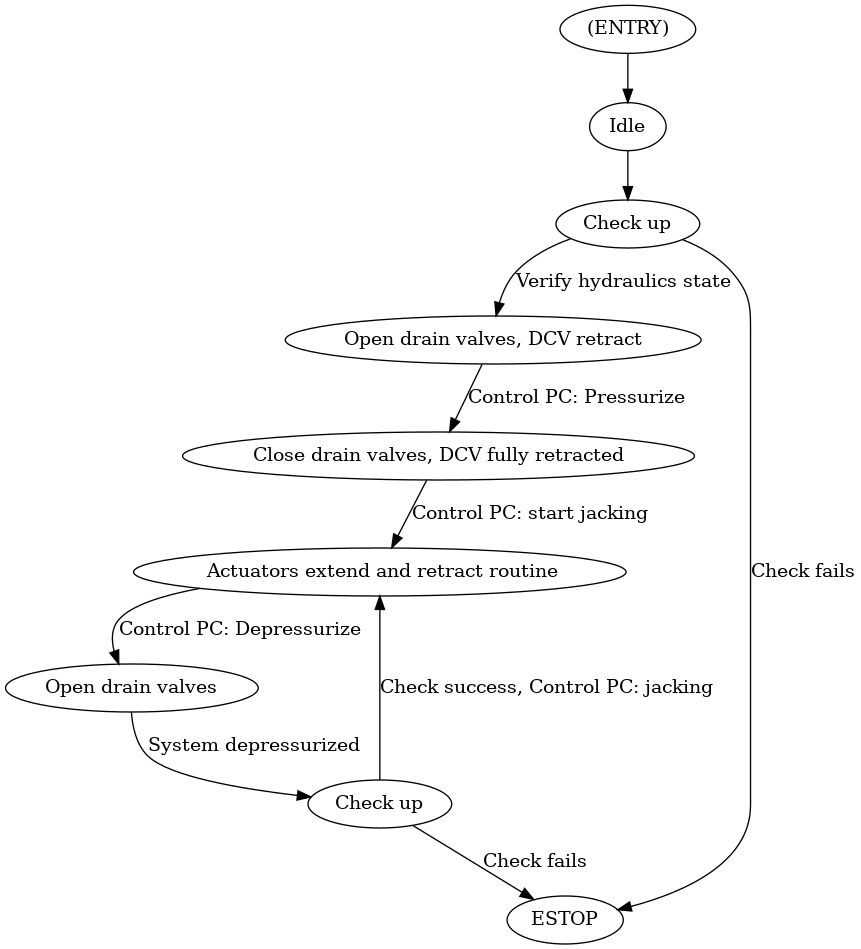 (ENTRY)
Idle
Check up
Verify hydraulics state
Open drain valves, DCV retract
Control PC: Pressurize
Close drain valves, DCV fully retracted
Control PC: start jacking
Check fails
Actuators extend and retract routine
Control PC: Depressurize
Open drain valves
Check success, Control PC: jacking
System depressurized
Check up
Check fails
ESTOP